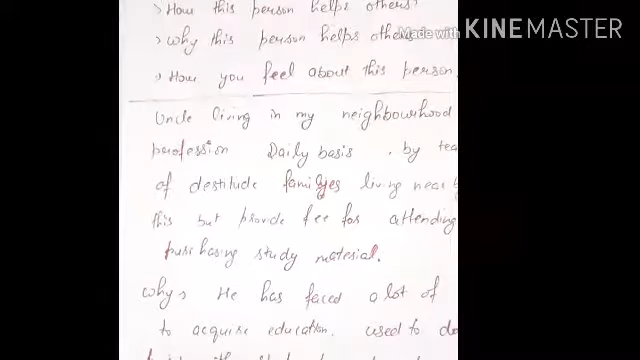 > How this person helps others?
Made with KINEMASTER
> why this person helps others
> How you feel about this person.
Uncle living in my neighbourhood
profession Daily basis . by tea
of destitude families living near
this but provide fee for attending
purchasing study material.
why > He has faced a lot of
to acquire education. used to do